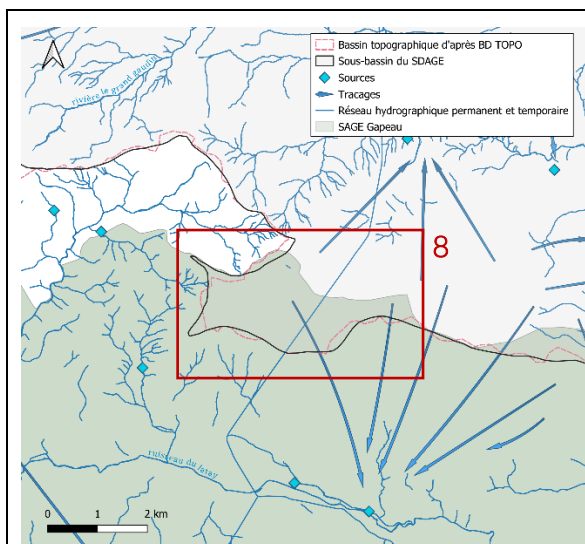 Bassin topographique d'après BD TOPO
Sous-bassin du SDAGE
Sources
Tracages
Réseau hydrographique permanent et temporaire
SAGE Gapeau
rivière le grand gaudin
8
ruisseau du
0 1 2 km